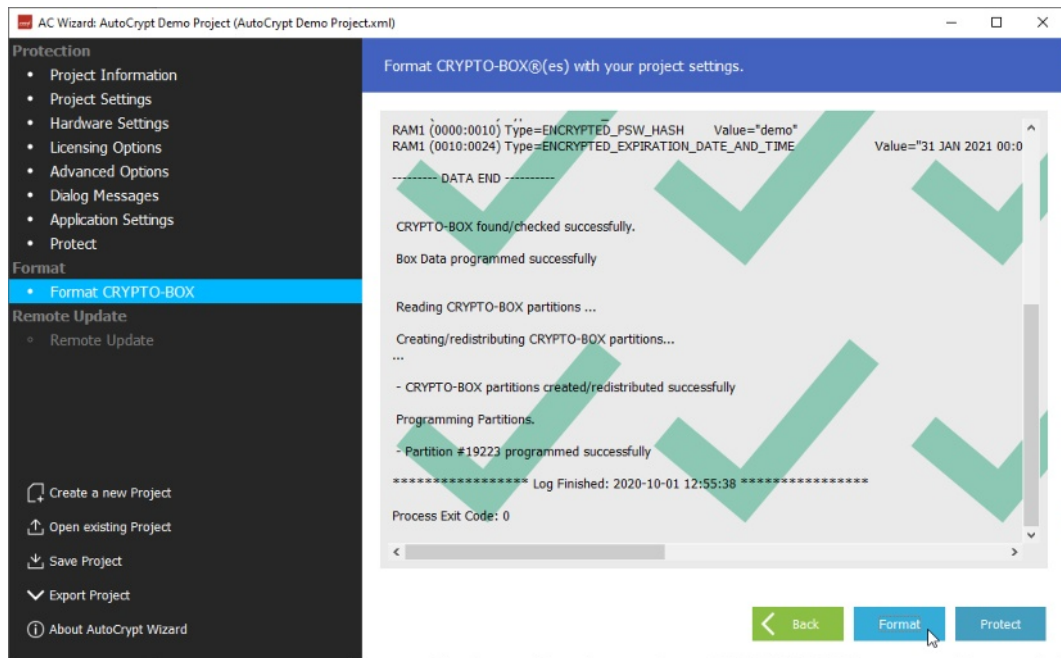 AC Wizard: AutoCrypt Demo Project (AutoCrypt Demo Project.xml)
Protection
• Project Information
• Project Settings
• Hardware Settings
• Licensing Options
• Advanced Options
• Dialog Messages
• Application Settings
• Protect
Format
• Format CRYPTO-BOX
Remote Update
Remote Update
Create a new Project
Open existing Project
Save Project
Export Project
About AutoCrypt Wizard
Format CRYPTO-BOX®(es) with your project settings.
RAM1 (0000:0010) Type=ENCRYPTED_PSW_HASH Value="demo"
RAM1 (0010:0024) Type=ENCRYPTED_EXPIRATION_DATE_AND_TIME Value="31 JAN 2021 00:0
--------- DATA END ----------
CRYPTO-BOX found/checked successfully.
Box Data programmed successfully
Reading CRYPTO-BOX partitions ...
Creating/redistributing CRYPTO-BOX partitions...
...
- CRYPTO-BOX partitions created/redistributed successfully
Programming Partitions.
- Partition #19223 programmed successfully
***************** Log Finished: 2020-10-01 12:55:38 ****************
Process Exit Code: 0
Back
Format
Protect